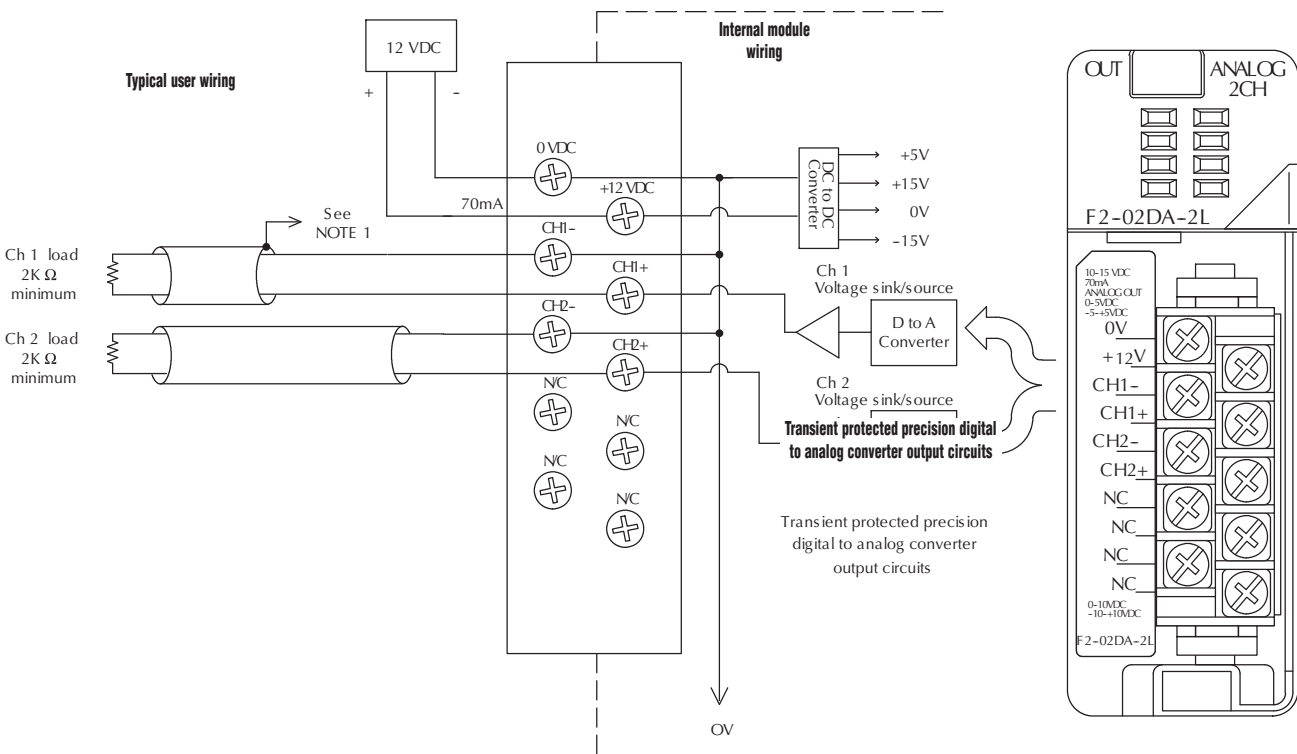 Typical user wiring
12 VDC
+
-
Internal module
wiring
0 VDC
+12 VDC
70mA
See
NOTE 1
CH1-
Ch 1 load
2K Ω
minimum
CH1+
CH2-
Ch 2 load
2K Ω
minimum
CH2+
N/C
N/C
N/C
N/C
DC to DC
Converter
+5V
+15V
0V
-15V
Ch 1
Voltage sink/source
D to A
Converter
Ch 2
Voltage sink/source
Transient protected precision digital
to analog converter output circuits
Transient protected precision
digital to analog converter
output circuits
OV
OUT
ANALOG
2CH
F2-02DA-2L
10-15 VDC
70mA
ANALOG OUT
0-5VDC
-5-+5VDC
0V
+12V
CH1-
CH1+
CH2-
CH2+
NC
NC
NC
NC
0-10VDC
-10-+10VDC
F2-02DA-2L